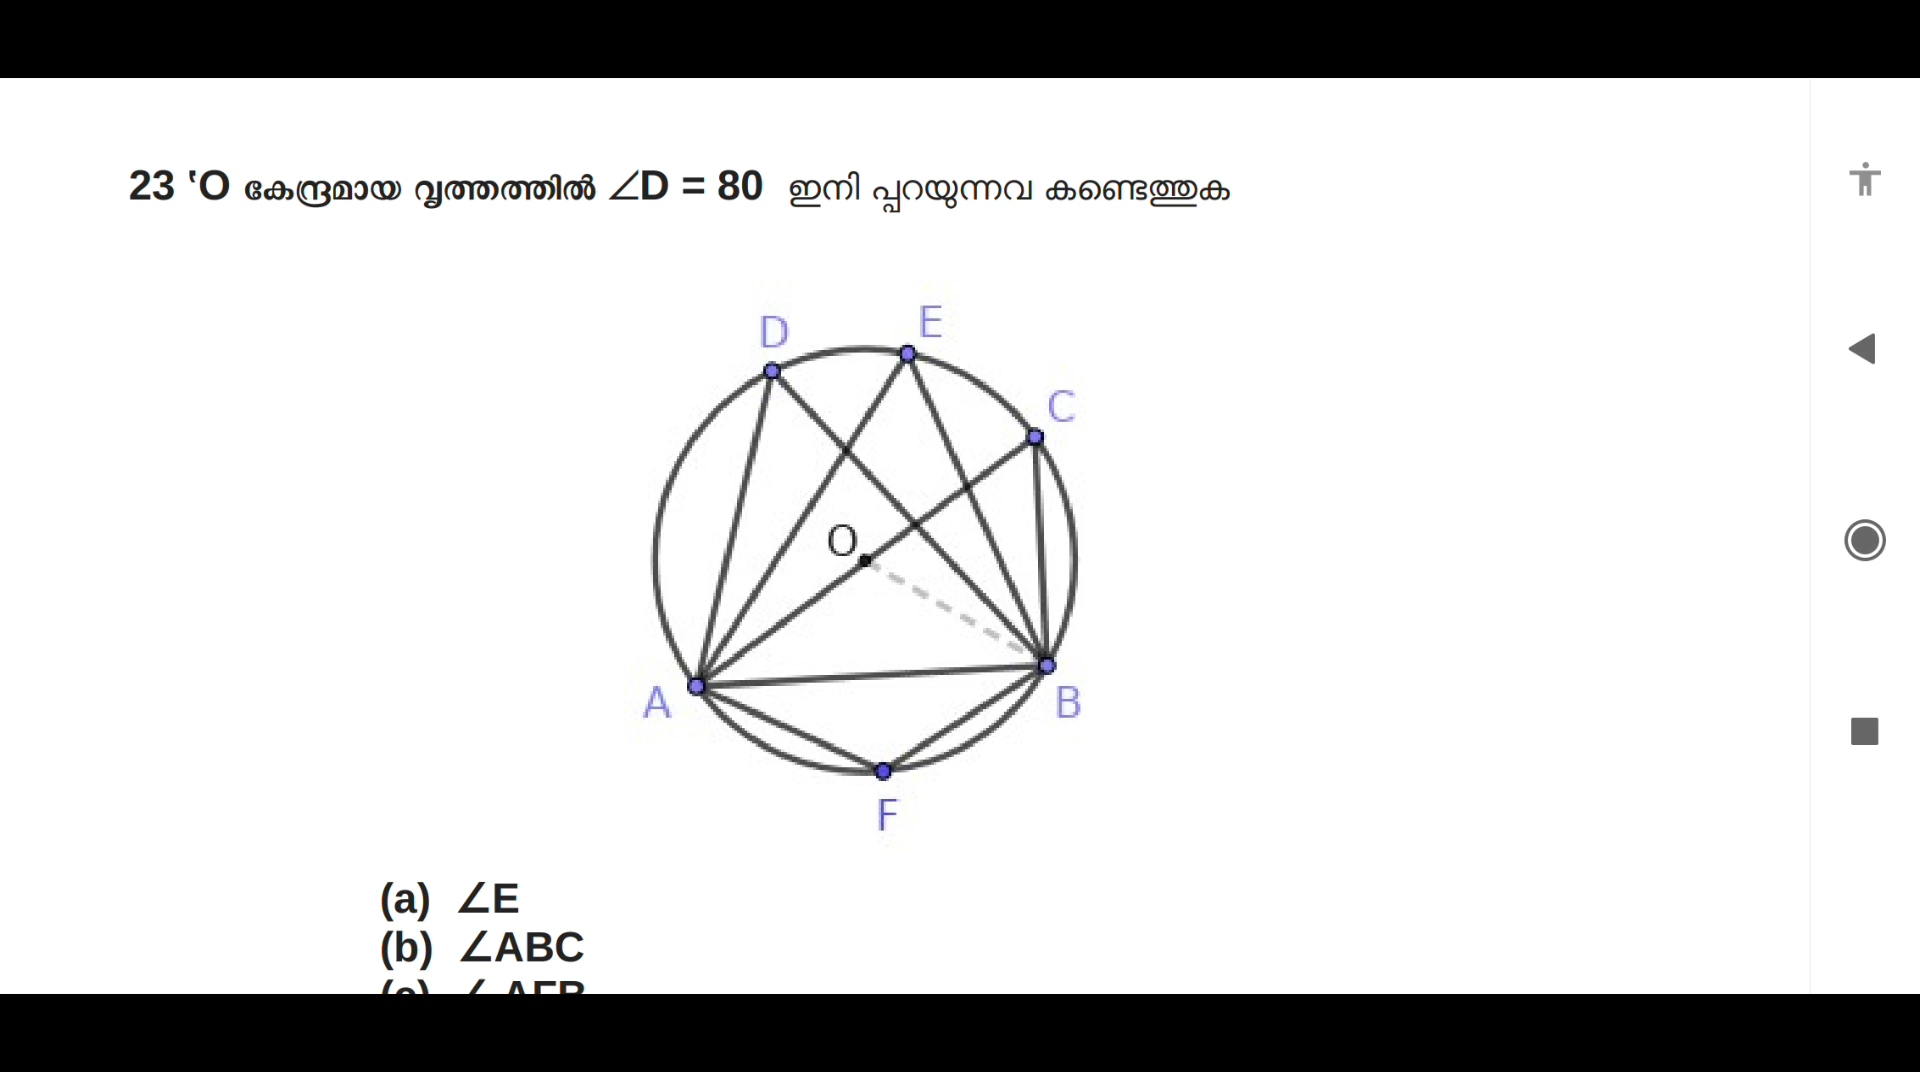 23 ‛O കേന്ദ്രമായ വൃത്തത്തിൽ ∠D = 80 ഇനി പ്പറയുന്നവ കണ്ടെത്തുക
D
E
C
O
A
B
F
(a) ∠E
(b) ∠ABC